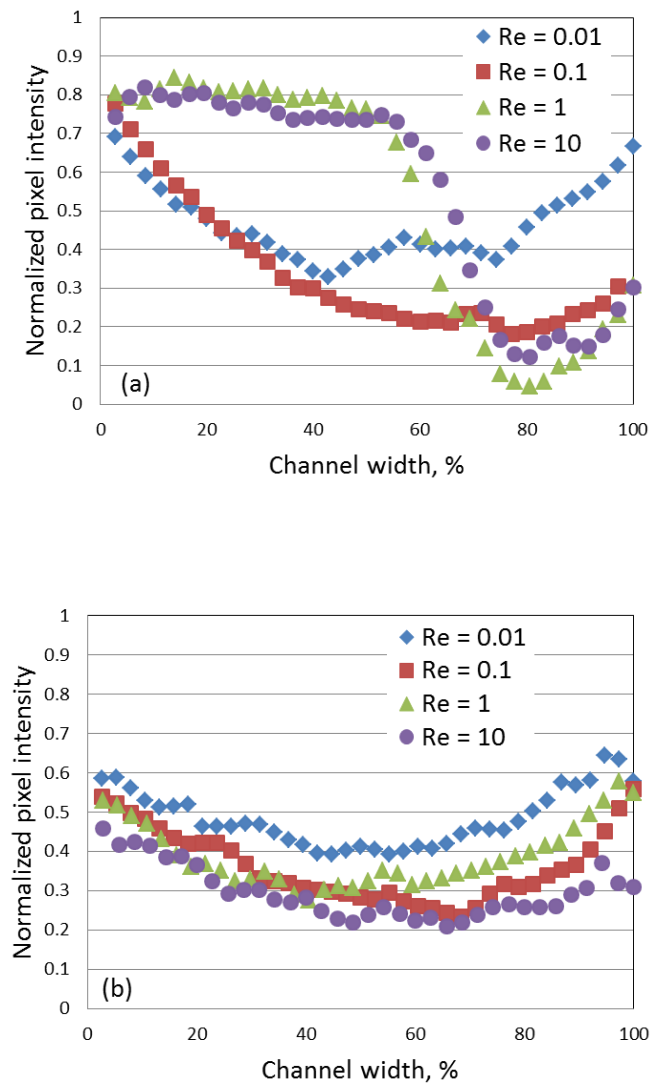 1
0.9
0.8
0.7
0.6
0.5
0.4
0.3
0.2
0.1
0
Normalized pixel intensity
Re = 0.01
Re = 0.1
Re = 1
Re = 10
(a)
0 20 40 60 80 100
Channel width, %
1
0.9
0.8
0.7
0.6
0.5
0.4
0.3
0.2
0.1
0
Normalized pixel intensity
Re = 0.01
Re = 0.1
Re = 1
Re = 10
(b)
0 20 40 60 80 100
Channel width, %